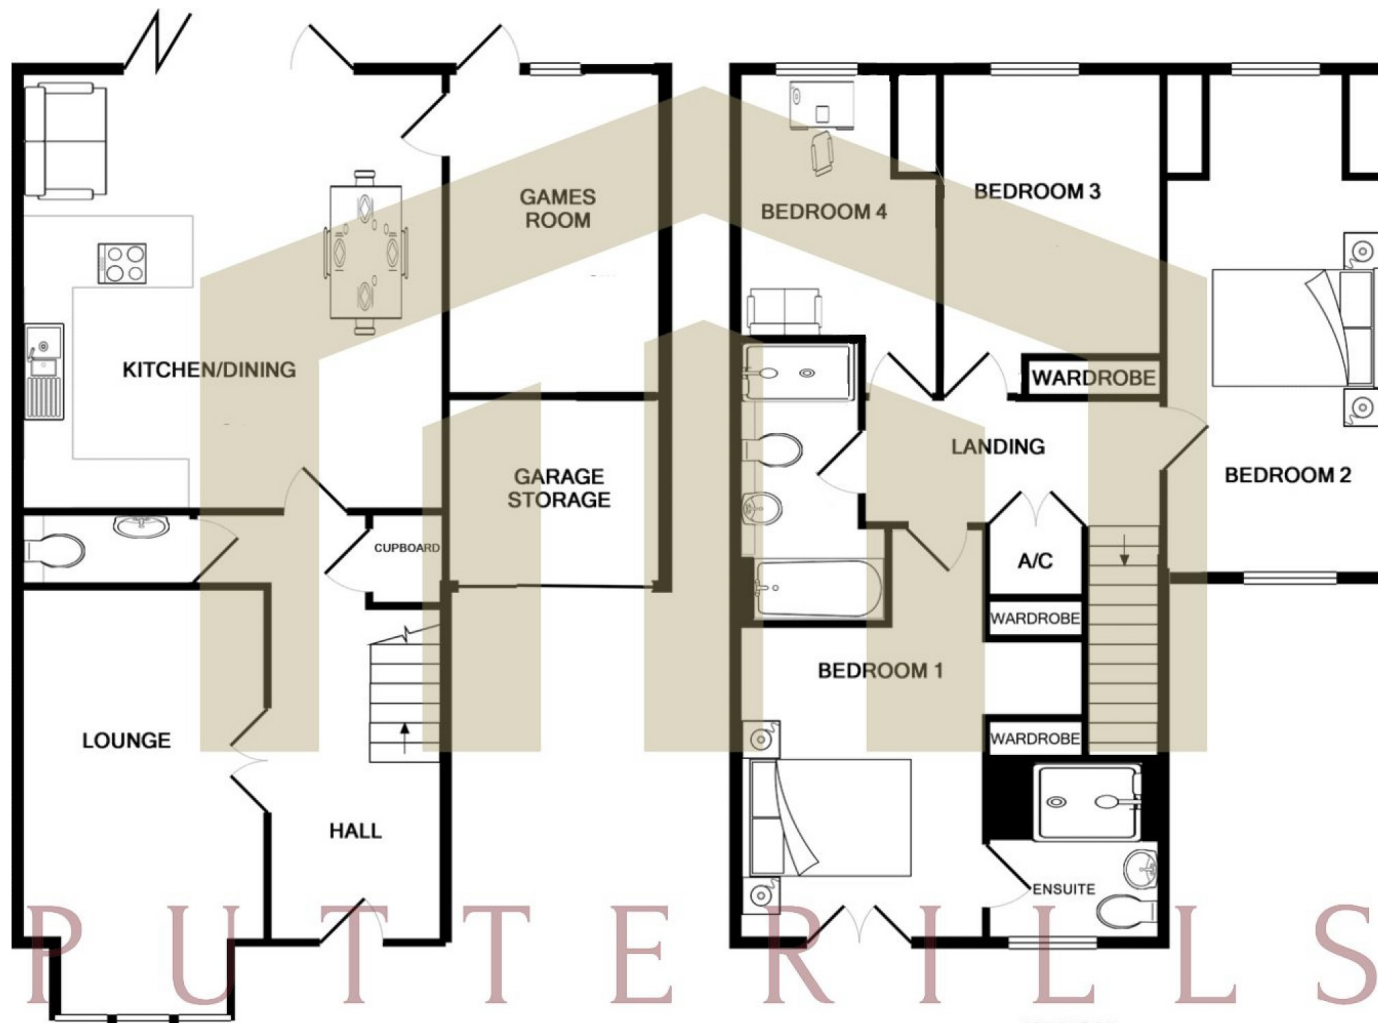 GAMES
ROOM
KITCHEN/DINING
GARAGE
STORAGE
CUPBOARD
LOUNGE
HALL
BEDROOM 4
BEDROOM 3
WARDROBE
LANDING
BEDROOM 2
A/C
WARDROBE
BEDROOM 1
WARDROBE
ENSUITE
PUTTERILLS